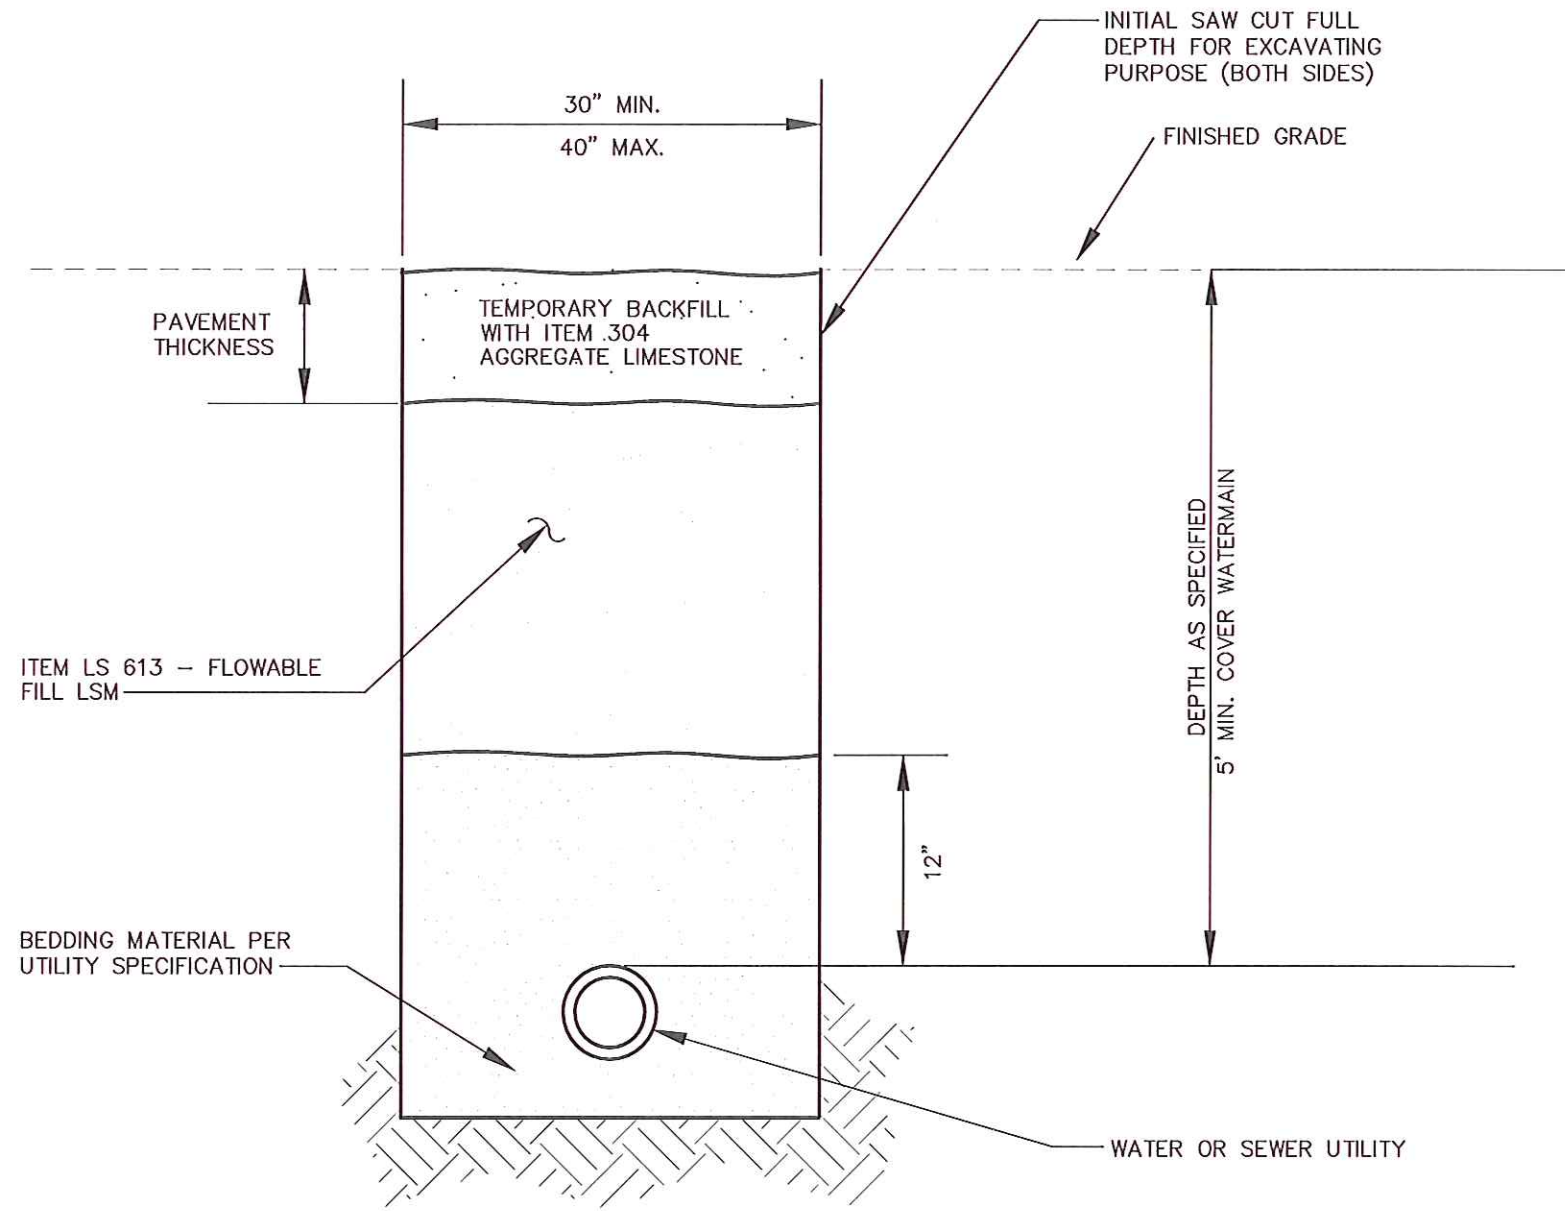 INITIAL SAW CUT FULL
DEPTH FOR EXCAVATING
PURPOSE (BOTH SIDES)
30" MIN.
40" MAX.
FINISHED GRADE
PAVEMENT
THICKNESS
TEMPORARY BACKFILL
WITH ITEM 304
AGGREGATE LIMESTONE
DEPTH AS SPECIFIED
5' MIN. COVER WATERMAIN
ITEM LS 613 – FLOWABLE
FILL LSM
12"
BEDDING MATERIAL PER
UTILITY SPECIFICATION
WATER OR SEWER UTILITY